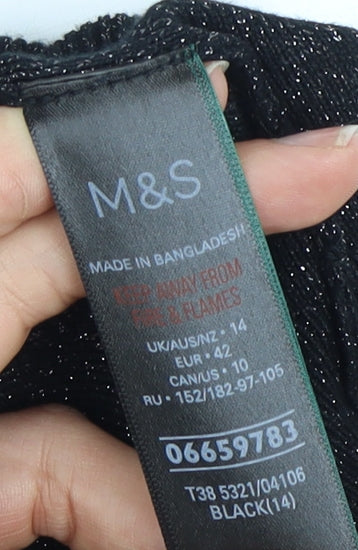 M&S
MADE IN BANGLADESH
KEEP AWAY FROM
FIRE & FLAMES
UK/AUS/NZ • 14
EUR • 42
CAN/US • 10
RU • 152/182-97-105
06659783
T38 5321/04106
BLACK(14)